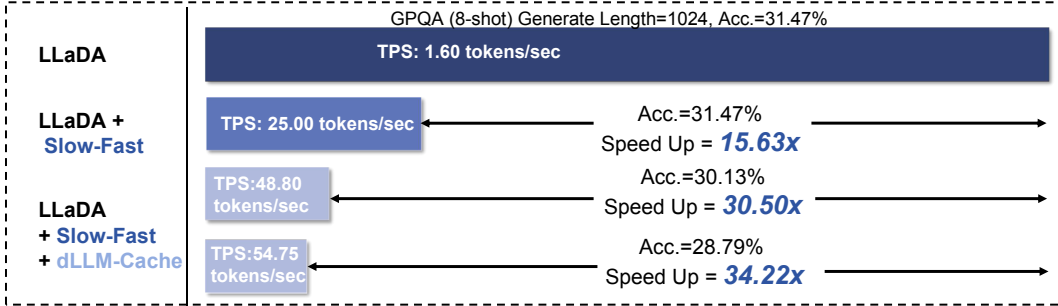 GPQA (8-shot) Generate Length=1024, Acc.=31.47%
LLaDA
TPS: 1.60 tokens/sec
LLaDA +
Slow-Fast
TPS: 25.00 tokens/sec
Acc.=31.47%
Speed Up = 15.63x
LLaDA
+ Slow-Fast
+ dLLM-Cache
TPS:48.80
tokens/sec
Acc.=30.13%
Speed Up = 30.50x
TPS:54.75
tokens/sec
Acc.=28.79%
Speed Up = 34.22x